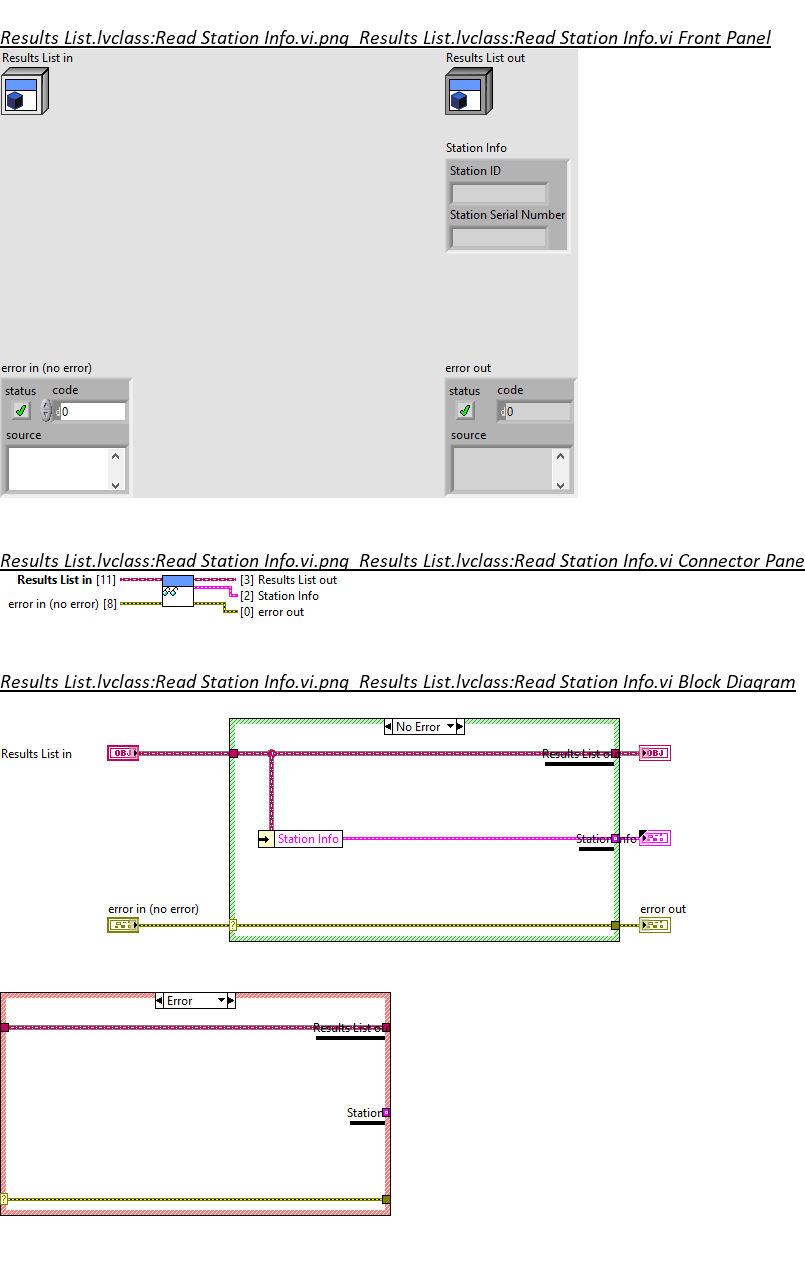 Results List.lvclass:Read Station Info.vi.png  Results List.lvclass:Read Station Info.vi Front Panel
Results List in
Results List out
Station Info
Station ID
Station Serial Number
error in (no error)
error out
status code
d 0
source
status code
d 0
source
Results List.lvclass:Read Station Info.vi.png  Results List.lvclass:Read Station Info.vi Connector Pane
Results List in [11]
[3] Results List out
[2] Station Info
error in (no error) [8]
[0] error out
Results List.lvclass:Read Station Info.vi.png  Results List.lvclass:Read Station Info.vi Block Diagram
No Error
Results List in
OBJ
Results List o
OBJ
Station Info
Station Info
error in (no error)
error out
?
Error
Results List o
Station
?